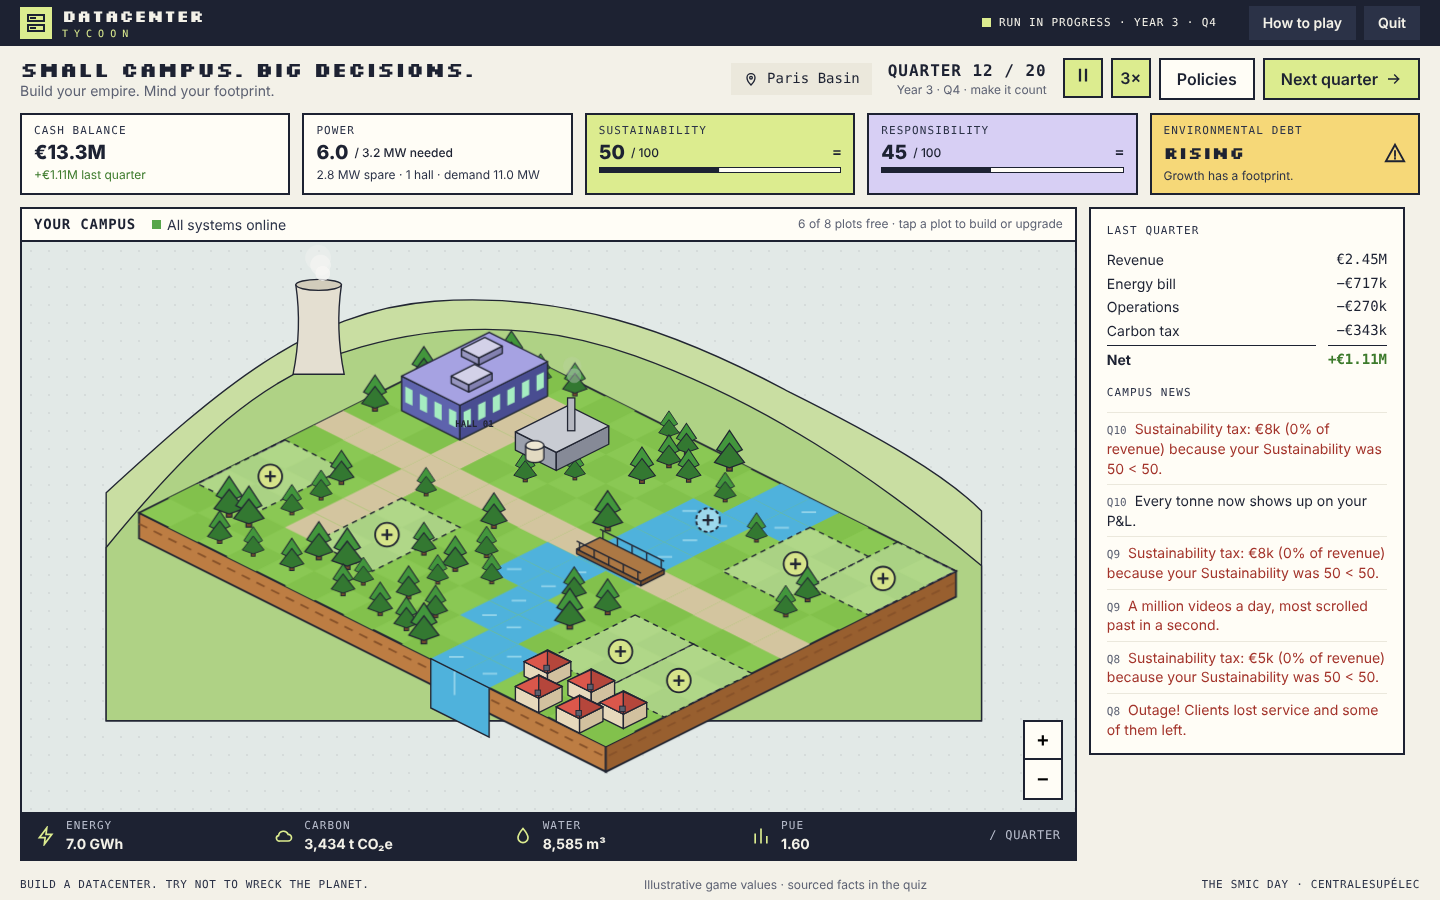 DATACENTER
TYCOON
RUN IN PROGRESS · YEAR 3 · Q4
How to play
Quit
SMALL CAMPUS. BIG DECISIONS.
Build your empire. Mind your footprint.
Paris Basin
QUARTER 12 / 20
Year 3 · Q4 · make it count
3×
Policies
Next quarter →
CASH BALANCE
€13.3M
+€1.11M last quarter
POWER
6.0 / 3.2 MW needed
2.8 MW spare · 1 hall · demand 11.0 MW
SUSTAINABILITY
50 / 100 =
RESPONSIBILITY
45 / 100 =
ENVIRONMENTAL DEBT
RISING
Growth has a footprint.
YOUR CAMPUS
All systems online
6 of 8 plots free · tap a plot to build or upgrade
HALL 01
+
−
ENERGY
7.0 GWh
CARBON
3,434 t CO₂e
WATER
8,585 m³
PUE
1.60
/ QUARTER
LAST QUARTER
Revenue €2.45M
Energy bill −€717k
Operations −€270k
Carbon tax −€343k
Net +€1.11M
CAMPUS NEWS
Q10 Sustainability tax: €8k (0% of
revenue) because your Sustainability was
50 < 50.
Q10 Every tonne now shows up on your
P&L.
Q9 Sustainability tax: €8k (0% of revenue)
because your Sustainability was 50 < 50.
Q9 A million videos a day, most scrolled
past in a second.
Q8 Sustainability tax: €5k (0% of revenue)
because your Sustainability was 50 < 50.
Q8 Outage! Clients lost service and some
of them left.
BUILD A DATACENTER. TRY NOT TO WRECK THE PLANET.
Illustrative game values · sourced facts in the quiz
THE SMIC DAY · CENTRALESUPÉLEC